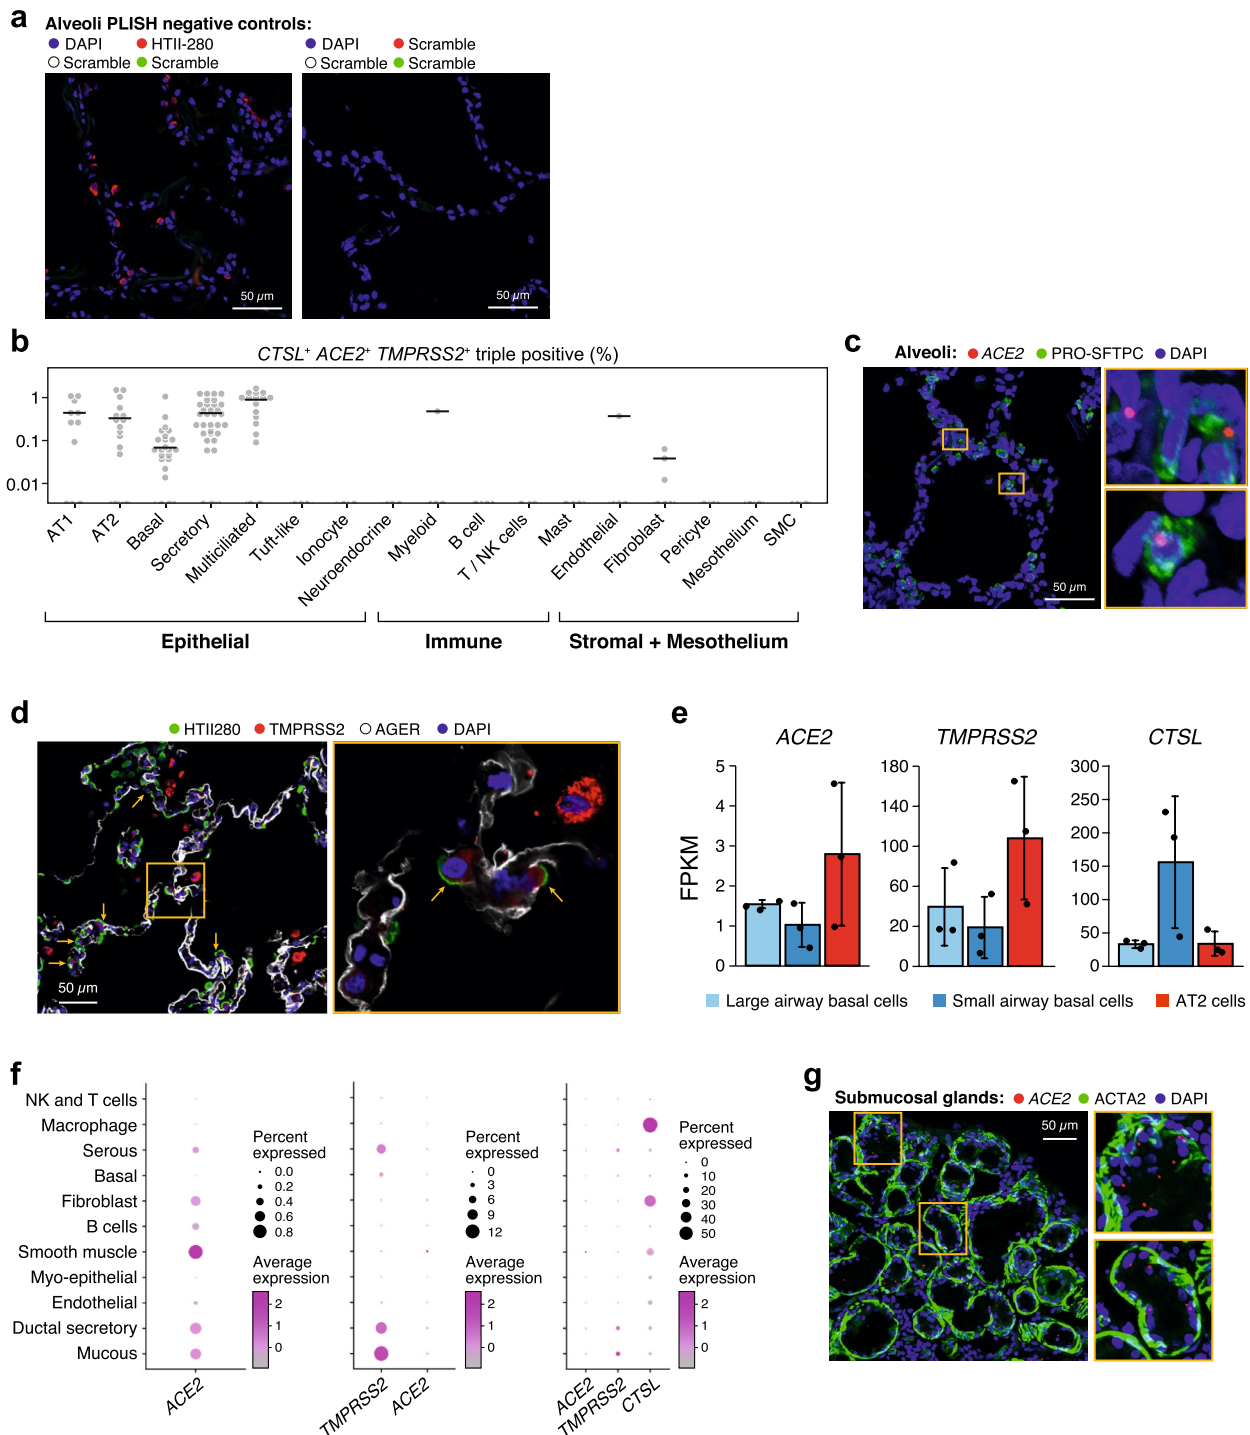 a
Alveoli PLISH negative controls:
DAPI HTII-280
Scramble Scramble
DAPI Scramble
Scramble Scramble
50 µm
50 µm
b
CTSL+ ACE2+ TMPRSS2+ triple positive (%)
1
0.1
0.01
AT1
AT2
Basal
Secretory
Multiciliated
Tuft-like
Ionocyte
Neuroendocrine
Myeloid
B cell
T / NK cells
Mast
Endothelial
Fibroblast
Pericyte
Mesothelium
SMC
Epithelial
Immune
Stromal + Mesothelium
c
Alveoli: ACE2 PRO-SFTPC DAPI
50 µm
d
HTII280 TMPRSS2 AGER DAPI
50 µm
e
ACE2
TMPRSS2
CTSL
FPKM
5
4
3
2
1
0
180
140
100
60
20
0
300
250
200
150
100
50
0
Large airway basal cells Small airway basal cells AT2 cells
f
NK and T cells
Macrophage
Serous
Basal
Fibroblast
B cells
Smooth muscle
Myo-epithelial
Endothelial
Ductal secretory
Mucous
ACE2
Percent
expressed
0.0
0.2
0.4
0.6
0.8
Average
expression
2
1
0
TMPRSS2
ACE2
Percent
expressed
0
3
6
9
12
Average
expression
2
1
0
ACE2
TMPRSS2
CTSL
Percent
expressed
0
10
20
30
40
50
Average
expression
2
1
0
g
Submucosal glands: ACE2 ACTA2 DAPI
50 µm